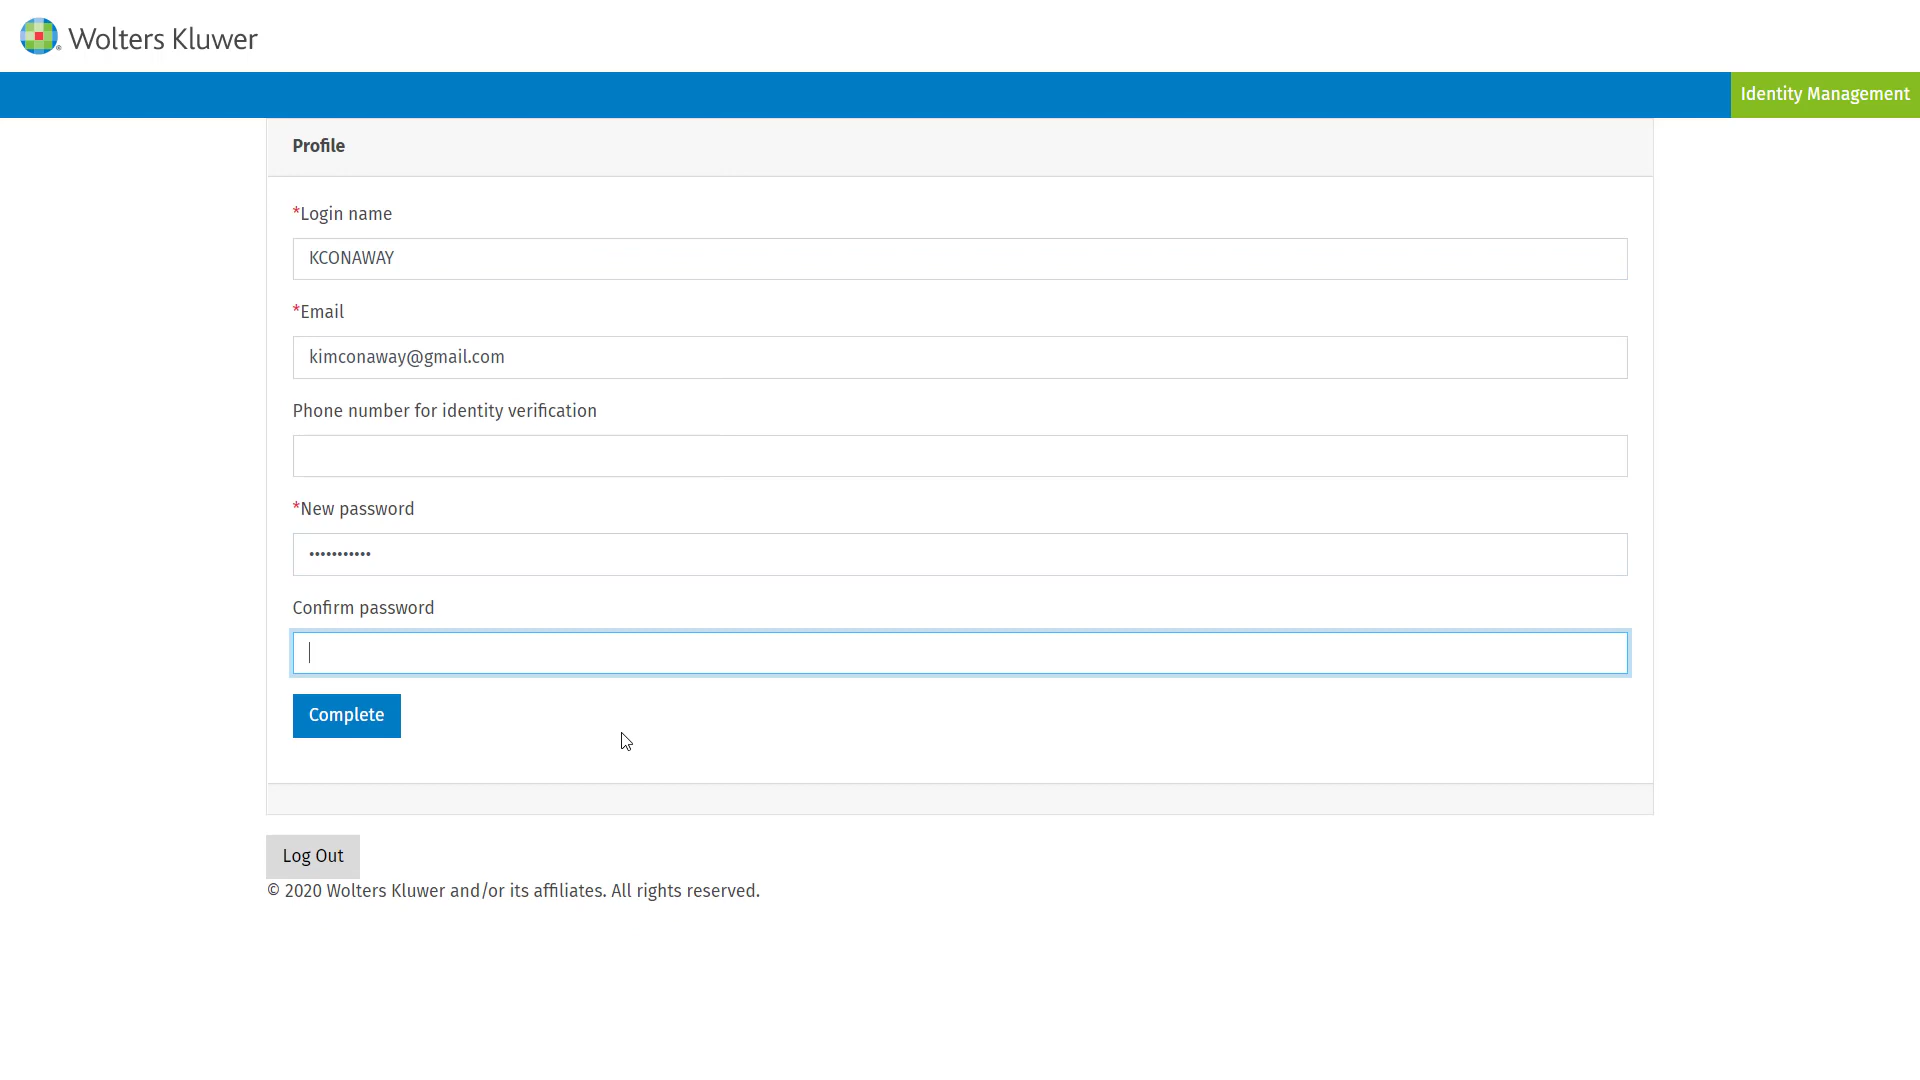 Wolters Kluwer
Identity Management
Profile
*Login name
KCONAWAY
*Email
kimconaway@gmail.com
Phone number for identity verification
*New password
•••••••••••
Confirm password
Complete
Log Out
© 2020 Wolters Kluwer and/or its affiliates. All rights reserved.